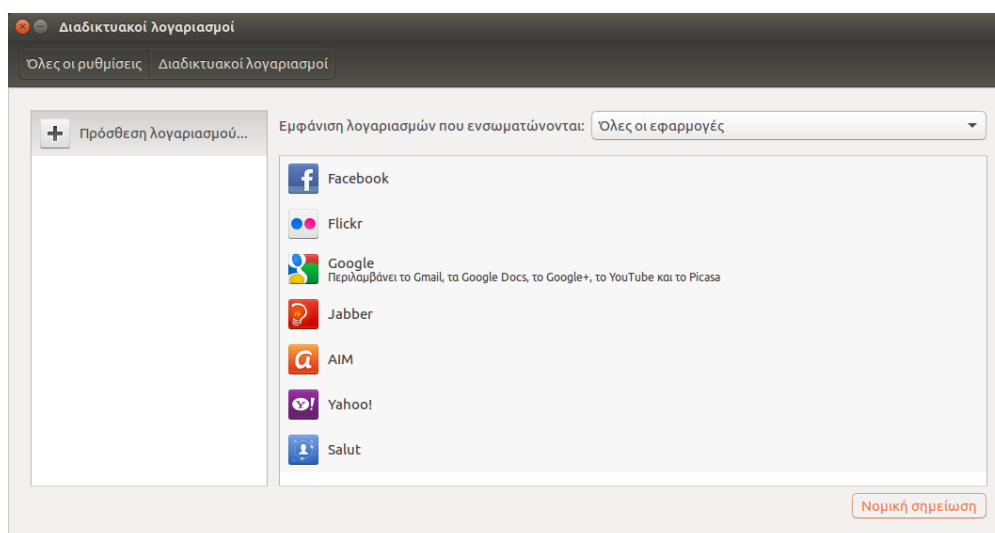 Διαδικτυακοί λογαριασμοί
Όλες οι ρυθμίσεις Διαδικτυακοί λογαριασμοί
Πρόσθεση λογαριασμού...
Εμφάνιση λογαριασμών που ενσωματώνονται: Όλες οι εφαρμογές
Facebook
Flickr
Google
Περιλαμβάνει το Gmail, τα Google Docs, το Google+, το YouTube και το Picasa
Jabber
AIM
Yahoo!
Salut
Νομική σημείωση